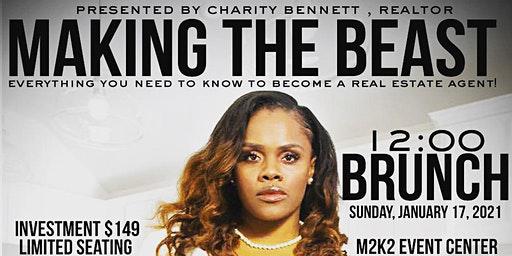 PRESENTED BY CHARITY BENNETT , REALTOR
MAKING THE BEAST
EVERYTHING YOU NEED TO KNOW TO BECOME A REAL ESTATE AGENT!
12:00
BRUNCH
SUNDAY, JANUARY 17, 2021
INVESTMENT $149
LIMITED SEATING
M2K2 EVENT CENTER